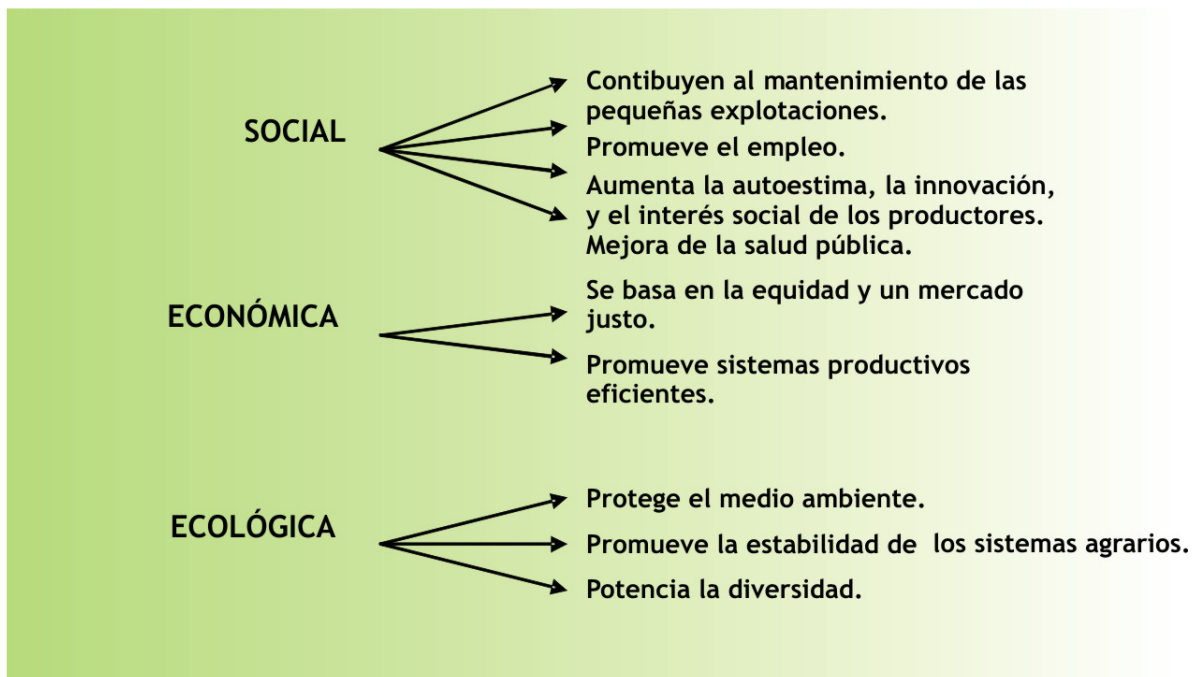 SOCIAL
Contibuyen al mantenimiento de las
pequeñas explotaciones.
Promueve el empleo.
Aumenta la autoestima, la innovación,
y el interés social de los productores.
Mejora de la salud pública.
ECONÓMICA
Se basa en la equidad y un mercado
justo.
Promueve sistemas productivos
eficientes.
ECOLÓGICA
Protege el medio ambiente.
Promueve la estabilidad de los sistemas agrarios.
Potencia la diversidad.